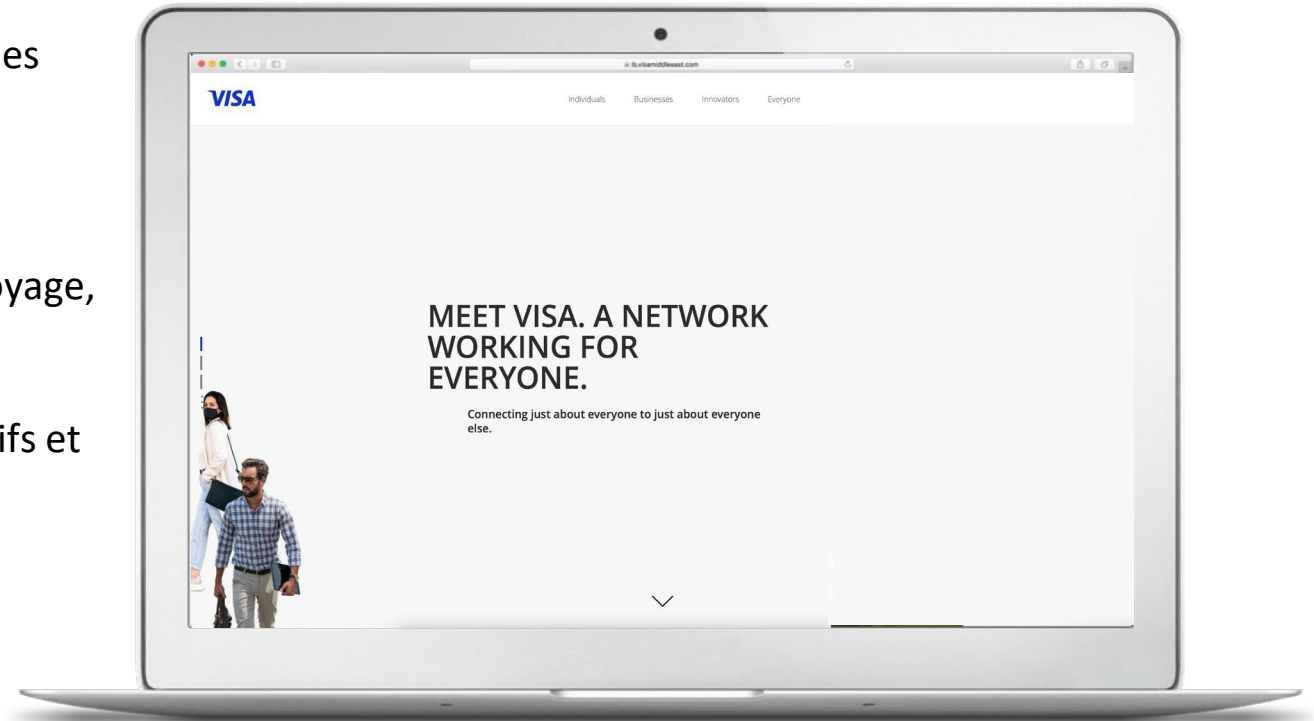 es
lb.visamiddleeast.com
VISA
Individuals Businesses Innovators Everyone
oyage,
MEET VISA. A NETWORK
WORKING FOR
EVERYONE.
ifs et
Connecting just about everyone to just about everyone
else.